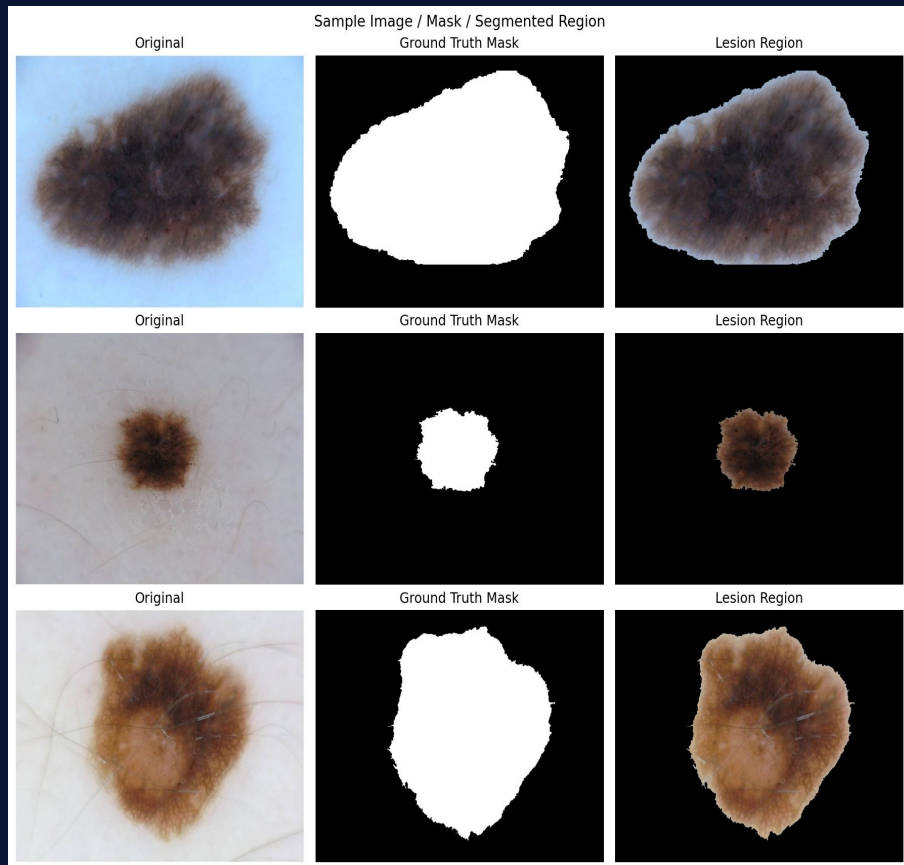 Sample Image / Mask / Segmented Region
Original
Ground Truth Mask
Lesion Region
Original
Ground Truth Mask
Lesion Region
Original
Ground Truth Mask
Lesion Region